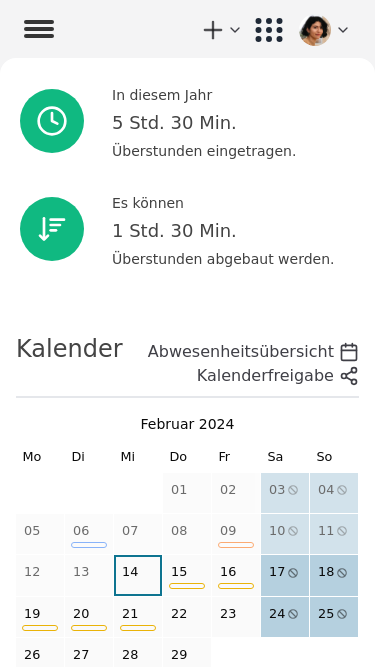 In diesem Jahr
5 Std. 30 Min.
Überstunden eingetragen.
Es können
1 Std. 30 Min.
Überstunden abgebaut werden.
Kalender
Abwesenheitsübersicht
Kalenderfreigabe
Februar 2024
Mo Di Mi Do Fr Sa So
01 02 03 04
05 06 07 08 09 10 11
12 13 14 15 16 17 18
19 20 21 22 23 24 25
26 27 28 29